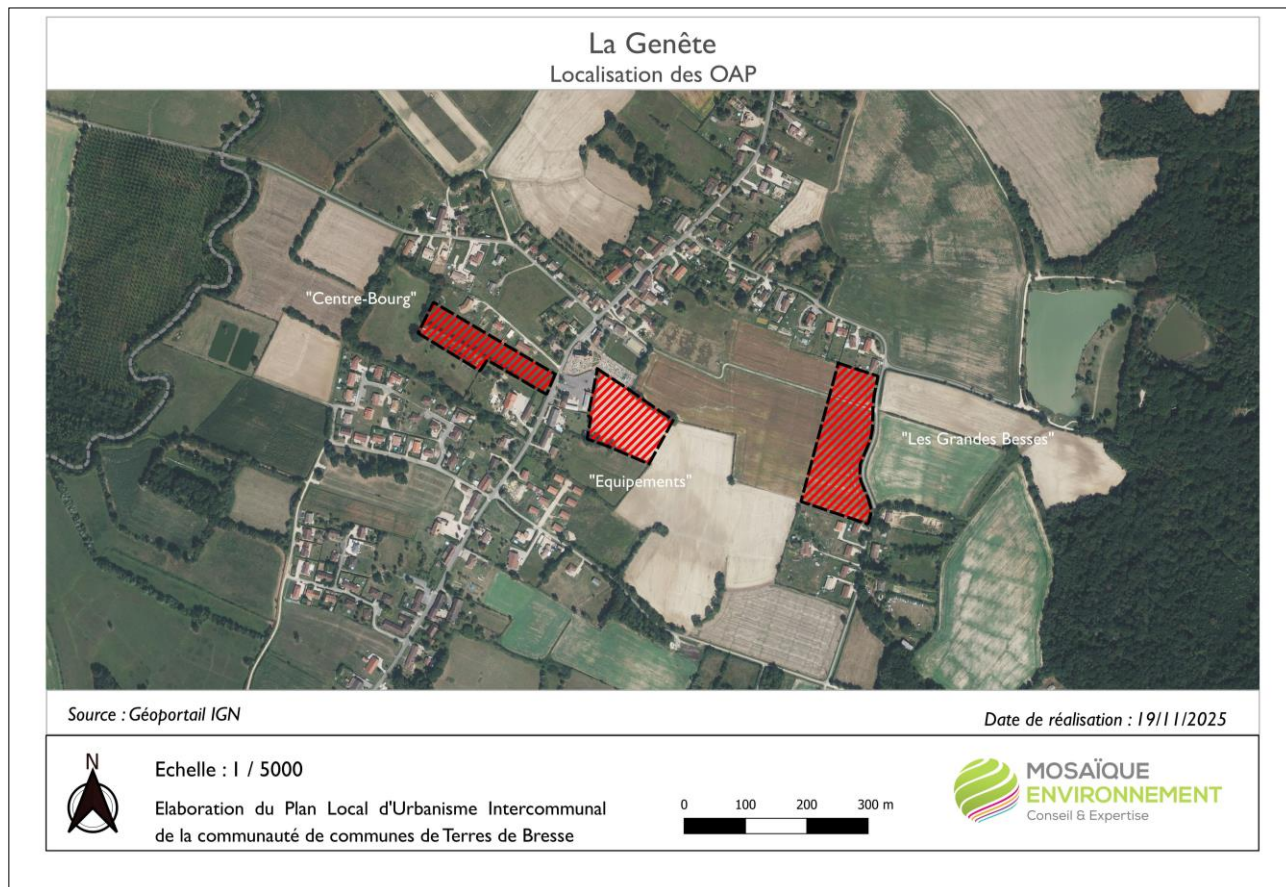 La Genête
Localisation des OAP
"Centre-Bourg"
"Les Grandes Besses"
"Equipements"
Source : Géoportail IGN
Date de réalisation : 19/11/2025
N
Echelle : 1 / 5000
Elaboration du Plan Local d'Urbanisme Intercommunal
de la communauté de communes de Terres de Bresse
0 100 200 300 m
MOSAÏQUE
ENVIRONNEMENT
Conseil & Expertise